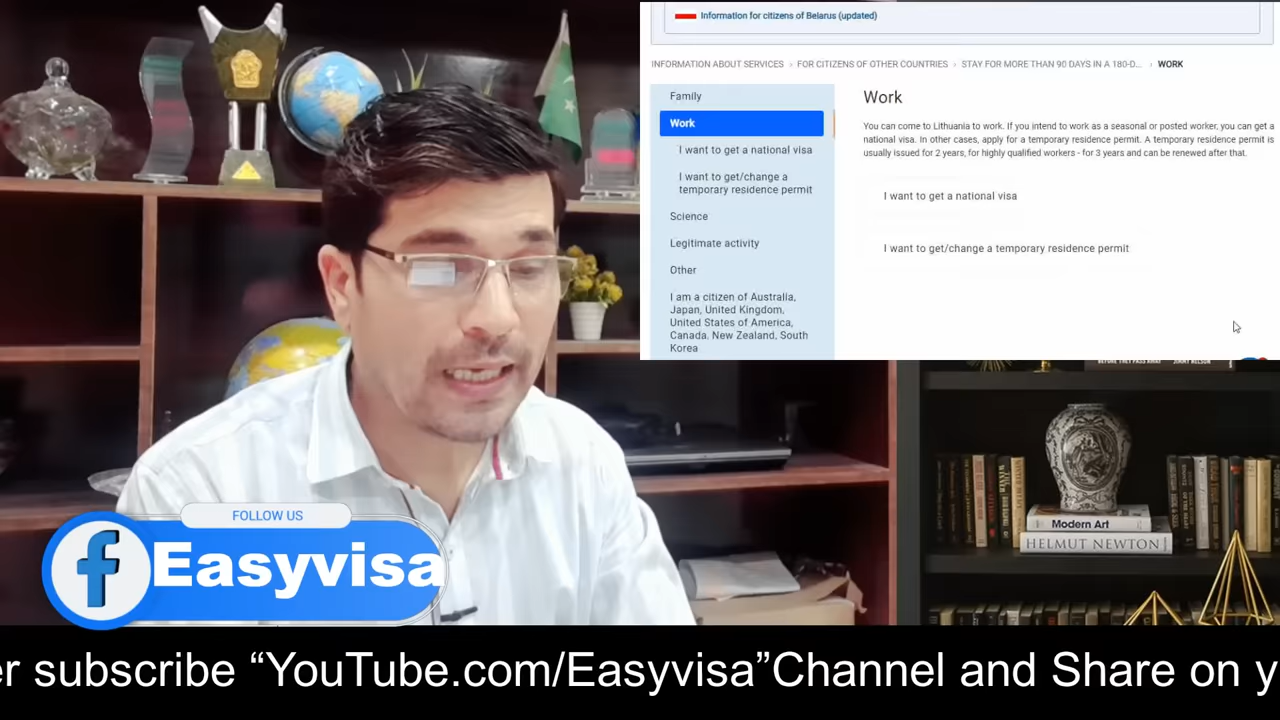 Information for citizens of Belarus (updated)
INFORMATION ABOUT SERVICES › FOR CITIZENS OF OTHER COUNTRIES › STAY FOR MORE THAN 90 DAYS IN A 180-D... › WORK
Family
Work
I want to get a national visa
I want to get/change a
temporary residence permit
Science
Legitimate activity
Other
I am a citizen of Australia,
Japan, United Kingdom,
United States of America,
Canada, New Zealand, South
Korea
Work
You can come to Lithuania to work. If you intend to work as a seasonal or posted worker, you can get a
national visa. In other cases, apply for a temporary residence permit. A temporary residence permit is
usually issued for 2 years, for highly qualified workers - for 3 years and can be renewed after that.
I want to get a national visa
I want to get/change a temporary residence permit
BEFORE THEY PASS AWAY JIMMY NELSON
Modern Art
HELMUT NEWTON
FOLLOW US
Easyvisa
er subscribe “YouTube.com/Easyvisa”Channel and Share on y